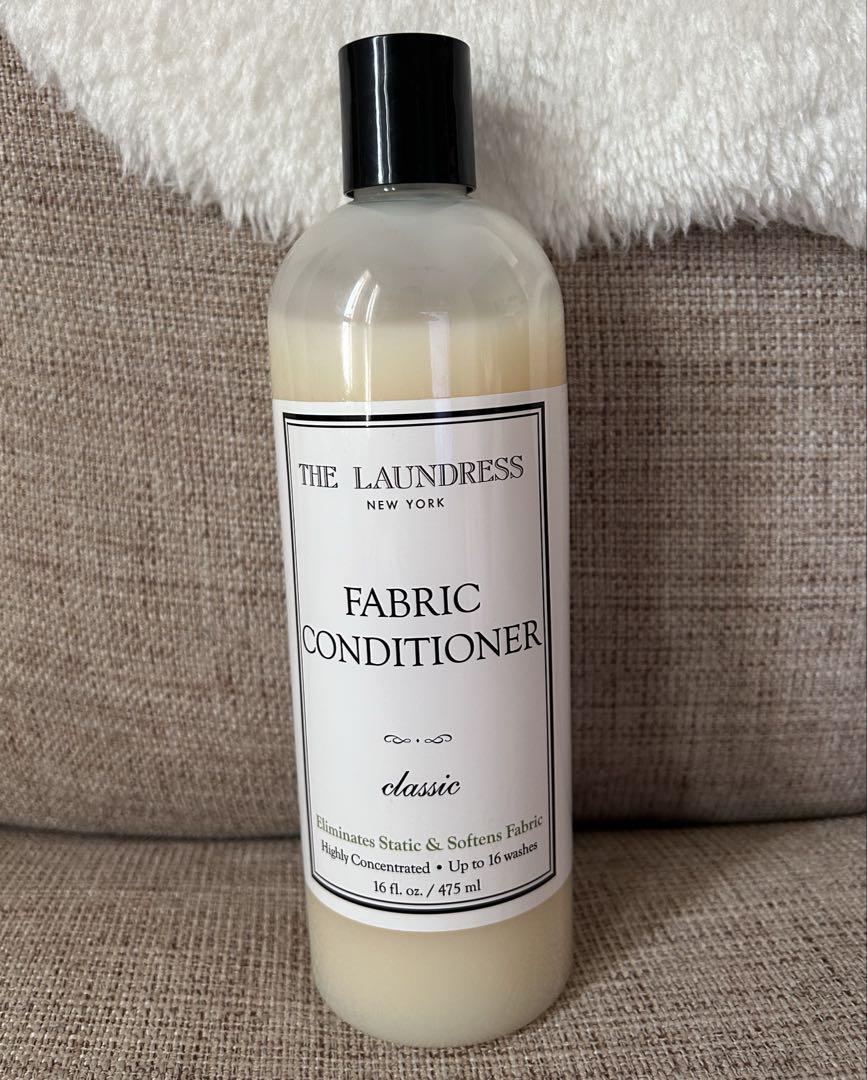 THE LAUNDRESS
NEW YORK
FABRIC
CONDITIONER
classic
Eliminates Static & Softens Fabric
Highly Concentrated • Up to 16 washes
16 fl. oz. / 475 ml